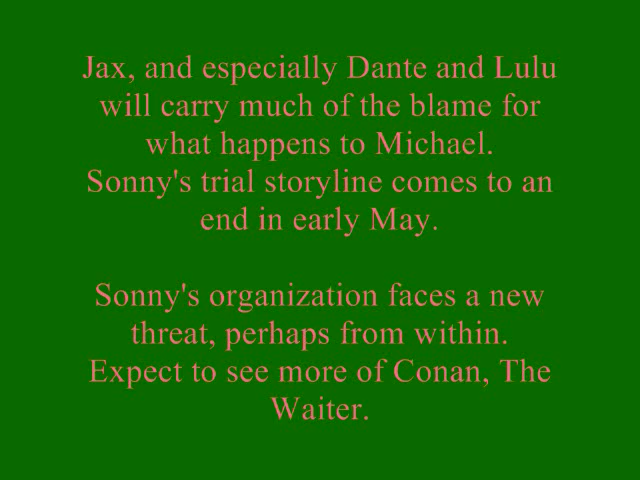 Jax, and especially Dante and Lulu
will carry much of the blame for
what happens to Michael.
Sonny's trial storyline comes to an
end in early May.
Sonny's organization faces a new
threat, perhaps from within.
Expect to see more of Conan, The
Waiter.